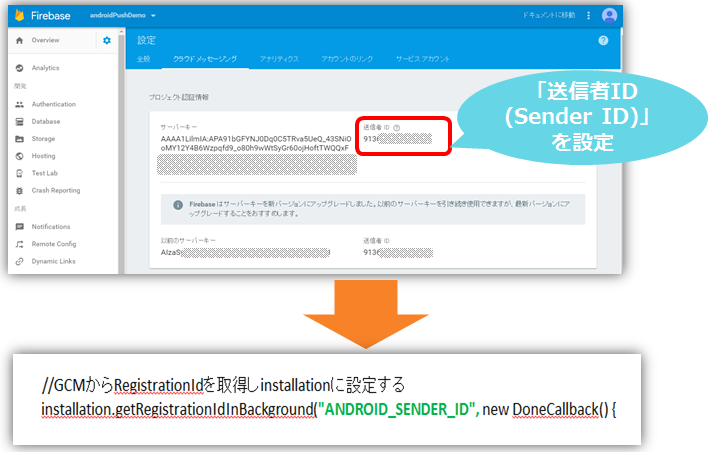 Firebase
androidPushDemo
ドキュメントに移動
Overview
設定
全般
クラウド メッセージング
アナリティクス
アカウントのリンク
サービス アカウント
Analytics
開発
Authentication
Database
Storage
Hosting
Test Lab
Crash Reporting
成長
Notifications
Remote Config
Dynamic Links
プロジェクト認証情報
サーバーキー
送信者 ID
9136
Firebase はサーバーキーを新バージョンにアップグレードしました。以前のサーバーキーを引き続き使用できますが、最新バージョンにア
ップグレードすることをおすすめします。
以前のサーバーキー
AIzaS
送信者 ID
9136
「送信者ID
(Sender ID)」
を設定
//GCMからRegistrationIdを取得しinstallationに設定する
installation.getRegistrationIdInBackground("ANDROID_SENDER_ID", new DoneCallback() {